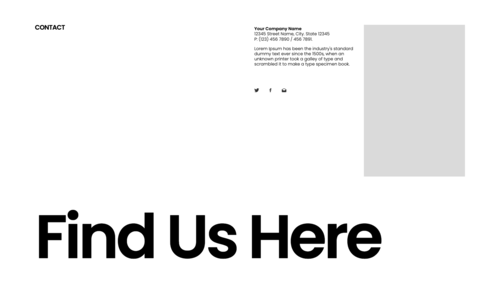 CONTACT
Your Company Name
12345 Street Name, City. State 12345
P: (123) 456 7890 / 456 7891
Lorem Ipsum has been the industry's standard
dummy text ever since the 1500s, when an
unknown printer took a galley of type and
scrambled it to make a type specimen book.
Find Us Here